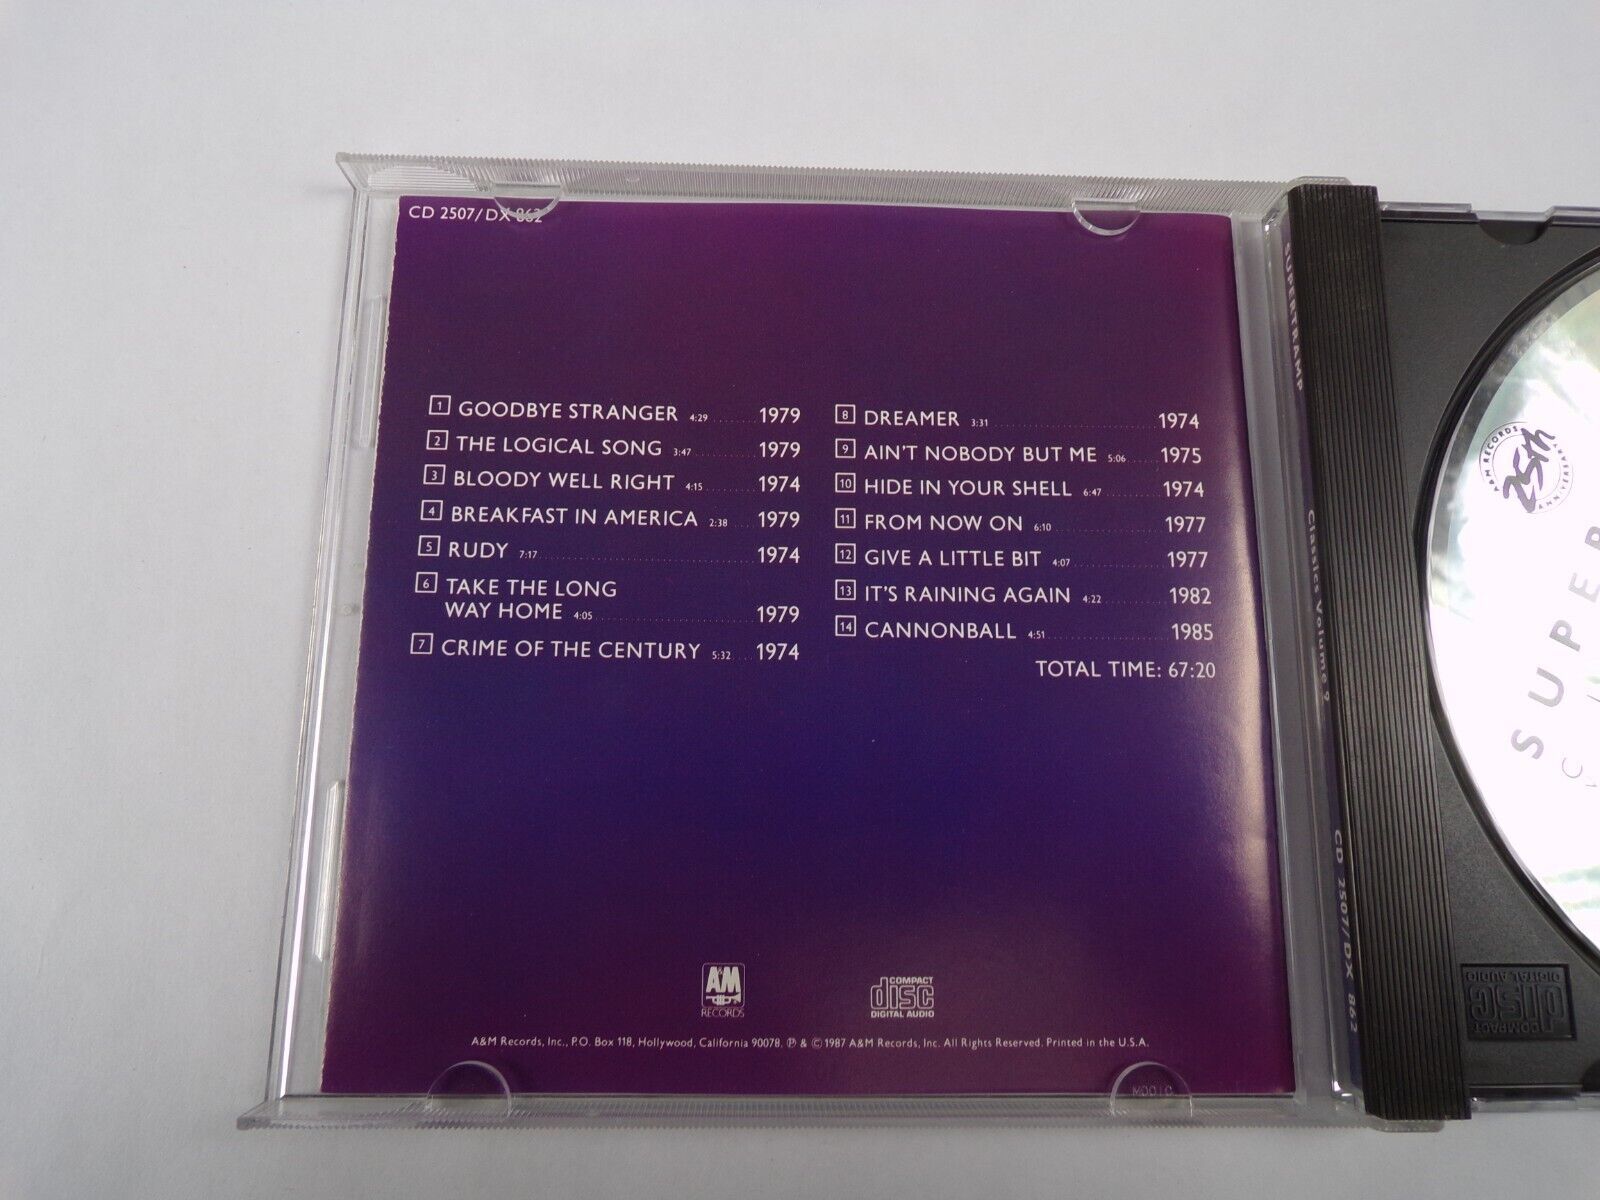 CD 2507/DX 862
1 GOODBYE STRANGER 4:29 1979
2 THE LOGICAL SONG 3:47 1979
3 BLOODY WELL RIGHT 4:15 1974
4 BREAKFAST IN AMERICA 2:38 1979
5 RUDY 7:17 1974
6 TAKE THE LONG
WAY HOME 4:05 1979
7 CRIME OF THE CENTURY 5:32 1974
8 DREAMER 3:31 1974
9 AIN'T NOBODY BUT ME 5:06 1975
10 HIDE IN YOUR SHELL 6:47 1974
11 FROM NOW ON 6:10 1977
12 GIVE A LITTLE BIT 4:07 1977
13 IT'S RAINING AGAIN 4:22 1982
14 CANNONBALL 4:51 1985
TOTAL TIME: 67:20
A&M
RECORDS
COMPACT
disc
DIGITAL AUDIO
A&M Records, Inc., P.O. Box 118, Hollywood, California 90078. ℗ & © 1987 A&M Records, Inc. All Rights Reserved. Printed in the U.S.A.
SUPERTRAMP
Classics Volume 9
CD 2507/DX 862
A&M RECORDS
25th
ANNIVERSARY
SUPER
COMPACT
disc
DIGITAL AUDIO